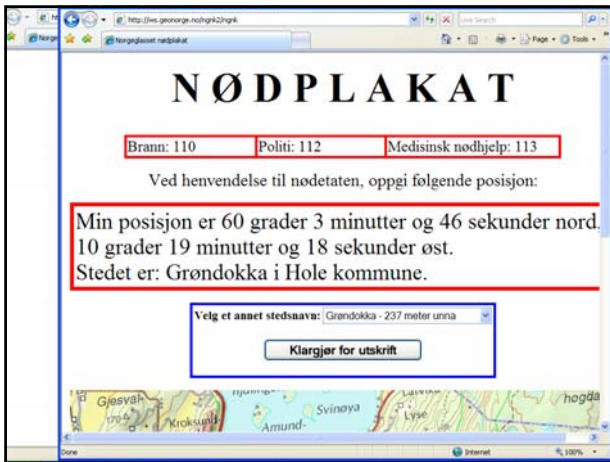 http://ws.geonorge.no/ngnk2/ngnk
Live Search
Norgeglasset nødplakat
Page
Tools
NØDPLAKAT
Brann: 110 Politi: 112 Medisinsk nødhjelp: 113
Ved henvendelse til nødetaten, oppgi følgende posisjon:
Min posisjon er 60 grader 3 minutter og 46 sekunder nord,
10 grader 19 minutter og 18 sekunder øst.
Stedet er: Grøndokka i Hole kommune.
Velg et annet stedsnavn: Grøndokka - 237 meter unna
Klargjør for utskrift
Gjesval-
Kroksund
Amund-
Svinøya
Lyse
høgda
Done Internet 100%